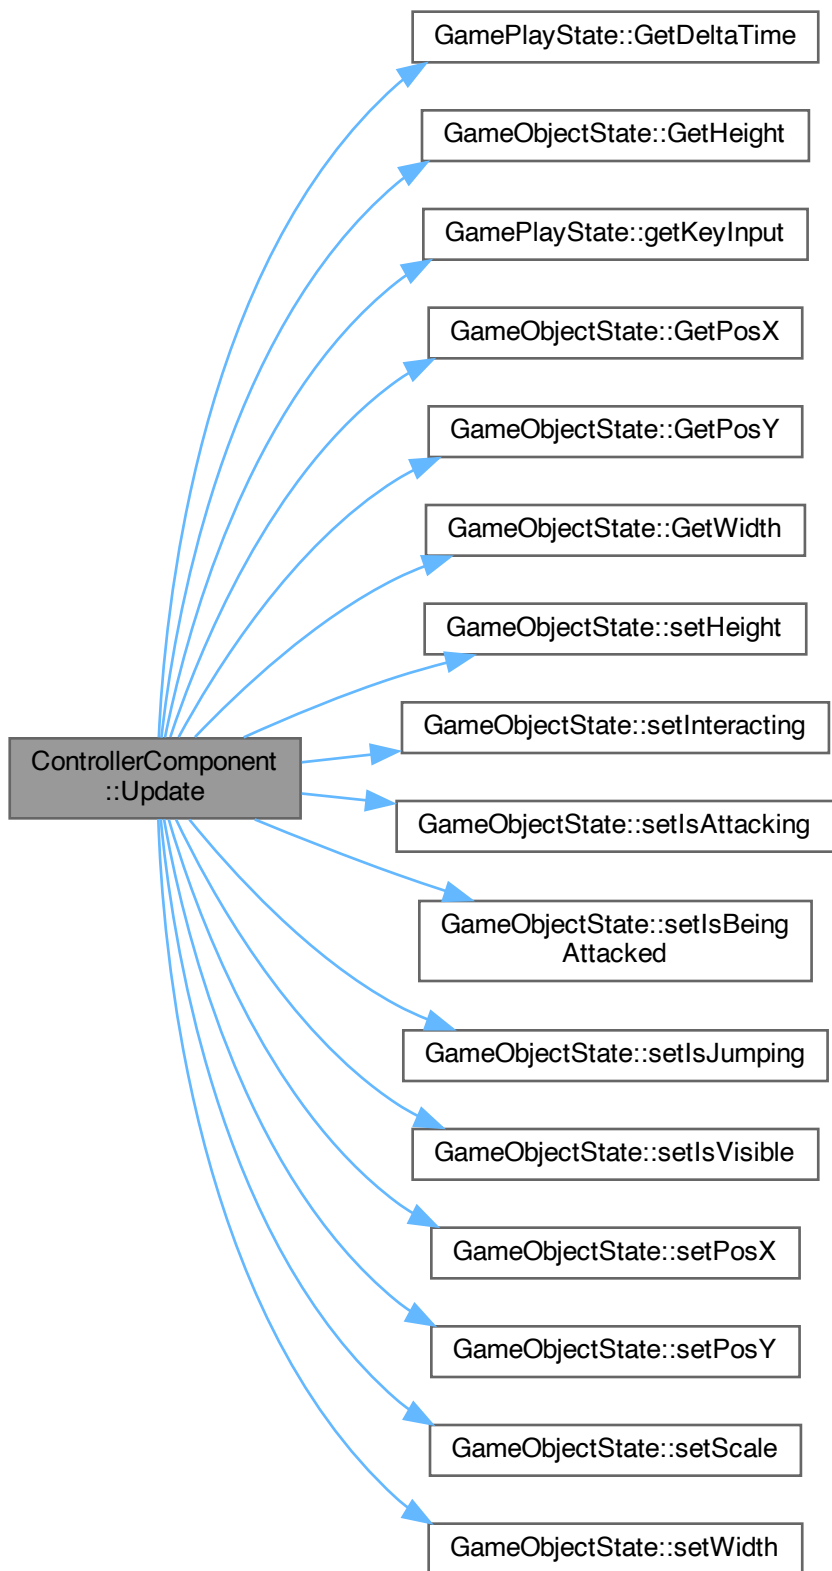 GamePlayState::GetDeltaTime
GameObjectState::GetHeight
GamePlayState::getKeyInput
GameObjectState::GetPosX
GameObjectState::GetPosY
GameObjectState::GetWidth
GameObjectState::setHeight
GameObjectState::setInteracting
ControllerComponent
::Update
GameObjectState::setIsAttacking
GameObjectState::setIsBeing
Attacked
GameObjectState::setIsJumping
GameObjectState::setIsVisible
GameObjectState::setPosX
GameObjectState::setPosY
GameObjectState::setScale
GameObjectState::setWidth